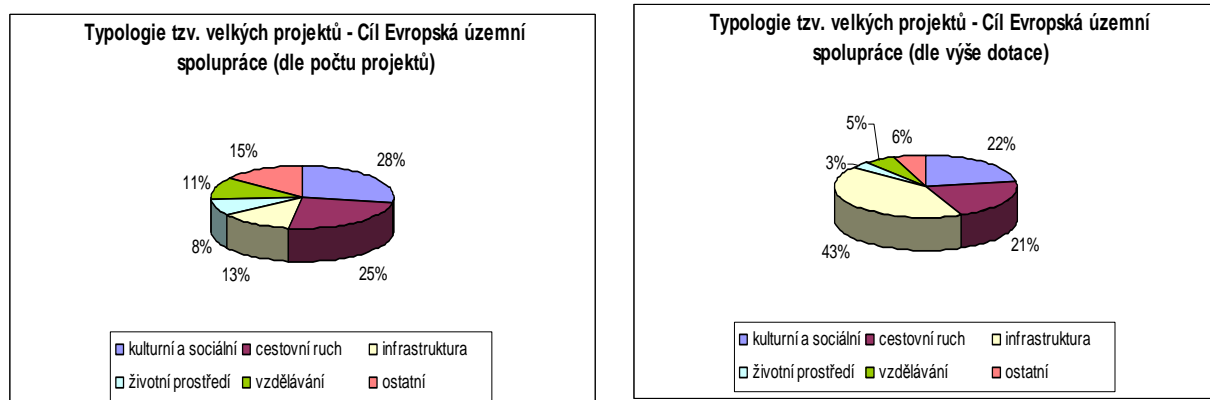 Typologie tzv. velkých projektů - Cíl Evropská územní
spolupráce (dle počtu projektů)
15%
28%
11%
8%
13%
25%
kulturní a sociální
cestovní ruch
infrastruktura
životní prostředí
vzdělávání
ostatní
Typologie tzv. velkých projektů - Cíl Evropská územní
spolupráce (dle výše dotace)
5%
6%
22%
3%
43%
21%
kulturní a sociální
cestovní ruch
infrastruktura
životní prostředí
vzdělávání
ostatní